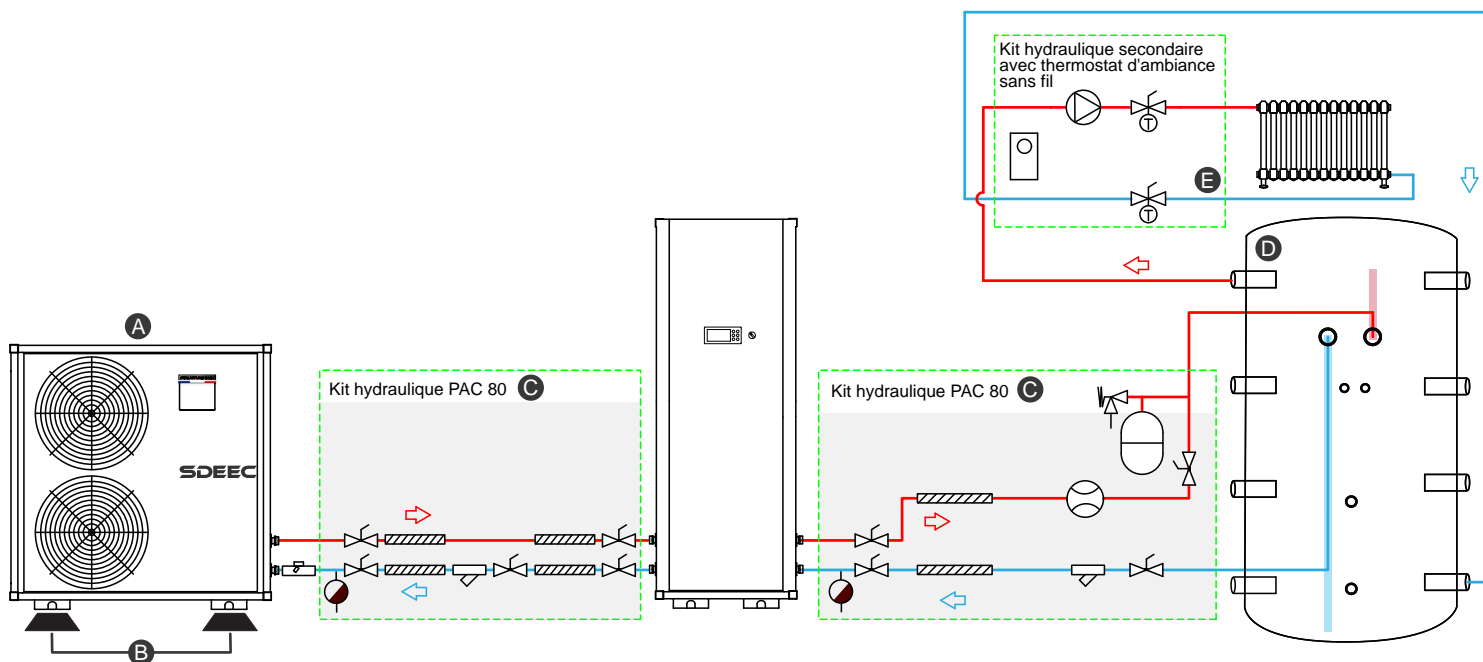 Kit hydraulique secondaire
avec thermostat d'ambiance
sans fil
T
E
T
D
A
Kit hydraulique PAC 80 C
Kit hydraulique PAC 80 C
SDEEC
B